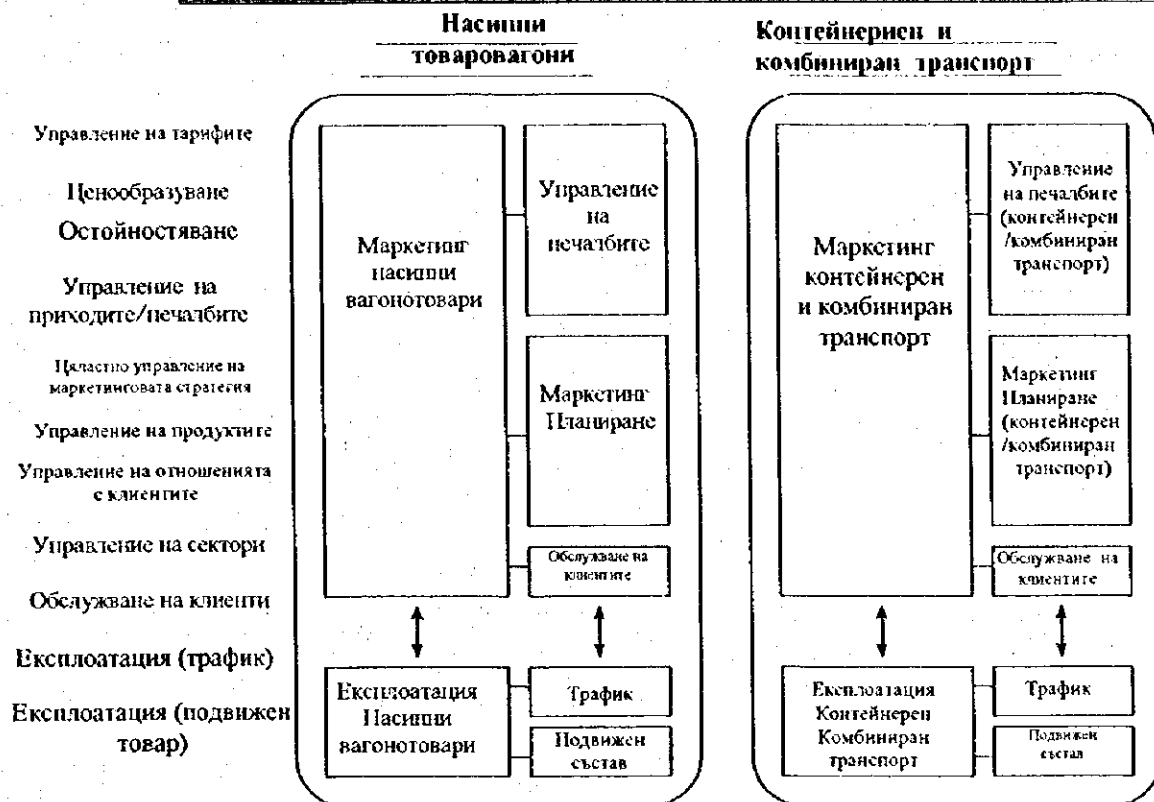 Насипни
товаровагони
Контейнериен и
комбиниран транспорт
Управление на тарифите
Ценообразуване
Остойностяване
Управление на
приходите/печалбите
Цяластно управление на
маркетинговата стратегия
Управление на продуктите
Управление на отношенията
с клиентите
Управление на сектори
Обслужване на клиенти
Експлоатация (трафик)
Експлоатация (подвижен
товар)
Маркетинг
насипни
вагонотовари
Управление
на
печалбите
Маркетинг
Планиране
Обслужване на
клиентите
Експлоатация
Насипни
вагонотовари
Трафик
Подвижен
състав
Маркетинг
контейнерен
и комбиниран
транспорт
Управление
на печалбите
(контейнерен
/комбиниран
транспорт)
Маркетинг
Планиране
(контейнерен
/комбиниран
транспорт)
Обслужване на
клиентите
Експлоатация
Контейнерен
Комбиниран
транспорт
Трафик
Подвижен
състав